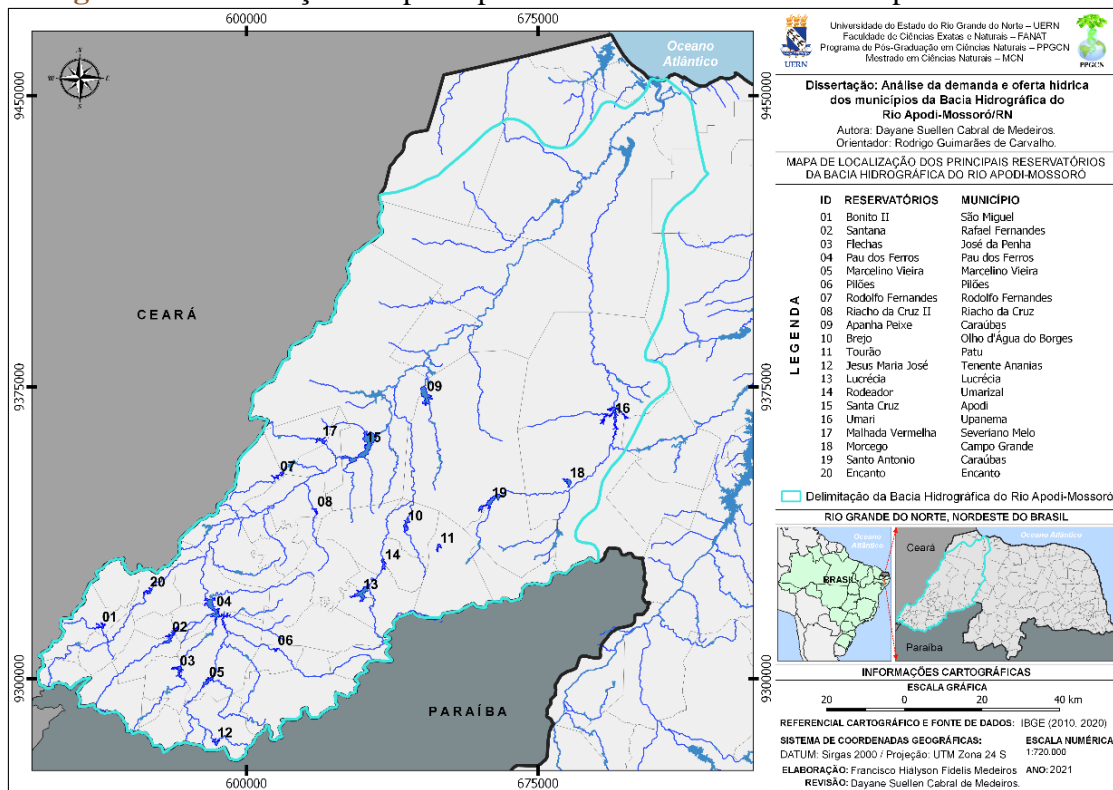 600000
675000
Oceano
Atlântico
9450000
9450000
CEARÁ
9375000
9375000
09
16
17
15
07
18
08
19
10
11
14
20
13
04
01
02
06
03
05
9300000
9300000
PARAÍBA
12
600000
675000
UERN
Universidade do Estado do Rio Grande do Norte – UERN
Faculdade de Ciências Exatas e Naturais – FANAT
Programa de Pós-Graduação em Ciências Naturais – PPGCN
Mestrado em Ciências Naturais – MCN
PPGCN
Dissertação: Análise da demanda e oferta hídrica
dos municípios da Bacia Hidrográfica do
Rio Apodi-Mossoró/RN
Autora: Dayane Suellen Cabral de Medeiros.
Orientador: Rodrigo Guimarães de Carvalho.
MAPA DE LOCALIZAÇÃO DOS PRINCIPAIS RESERVATÓRIOS
DA BACIA HIDROGRÁFICA DO RIO APODI-MOSSORÓ
LEGENDA
ID RESERVATÓRIOS MUNICÍPIO
01 Bonito II São Miguel
02 Santana Rafael Fernandes
03 Flechas José da Penha
04 Pau dos Ferros Pau dos Ferros
05 Marcelino Vieira Marcelino Vieira
06 Pilões Pilões
07 Rodolfo Fernandes Rodolfo Fernandes
08 Riacho da Cruz II Riacho da Cruz
09 Apanha Peixe Caraúbas
10 Brejo Olho d'Água do Borges
11 Tourão Patu
12 Jesus Maria José Tenente Ananias
13 Lucrécia Lucrécia
14 Rodeador Umarizal
15 Santa Cruz Apodi
16 Umari Upanema
17 Malhada Vermelha Severiano Melo
18 Morcego Campo Grande
19 Santo Antonio Caraúbas
20 Encanto Encanto
Delimitação da Bacia Hidrográfica do Rio Apodi-Mossoró
RIO GRANDE DO NORTE, NORDESTE DO BRASIL
Oceano
Atlântico
BRASIL
Ceará
Oceano Atlântico
Paraíba
INFORMAÇÕES CARTOGRÁFICAS
ESCALA GRÁFICA
20 0 20 40 km
REFERENCIAL CARTOGRÁFICO E FONTE DE DADOS: IBGE (2010, 2020)
SISTEMA DE COORDENADAS GEOGRÁFICAS: ESCALA NUMÉRICA
DATUM: Sirgas 2000 / Projeção: UTM Zona 24 S 1:720.000
ELABORAÇÃO: Francisco Hiályson Fidelis Medeiros ANO: 2021
REVISÃO: Dayane Suellen Cabral de Medeiros.